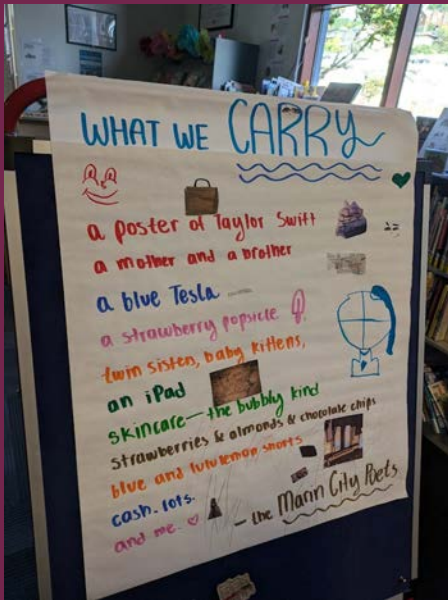 WHAT WE CARRY
a poster of Taylor Swift
a mother and a brother
a blue Tesla
a strawberry popsicle
twin sisters, baby kittens,
an iPad
skincare—the bubbly kind
strawberries & almonds & chocolate chips
blue and lululemon shorts
cash. lots.
and me.
— the Marin City Poets